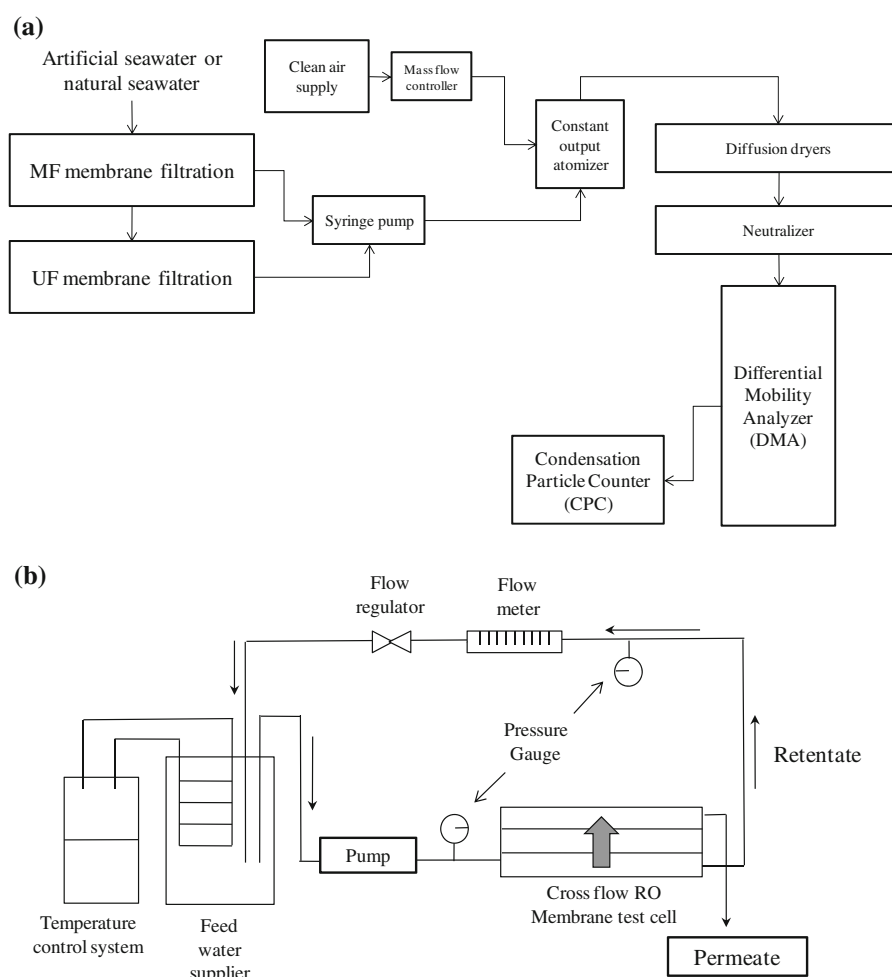 (a)
Artificial seawater or
natural seawater
Clean air
supply
Mass flow
controller
Constant
output
atomizer
Diffusion dryers
MF membrane filtration
Syringe pump
Neutralizer
UF membrane filtration
Differential
Mobility
Analyzer
(DMA)
Condensation
Particle Counter
(CPC)
(b)
Flow
regulator
Flow
meter
Pressure
Gauge
Retentate
Pump
Cross flow RO
Membrane test cell
Temperature
control system
Feed
water
supplier
Permeate